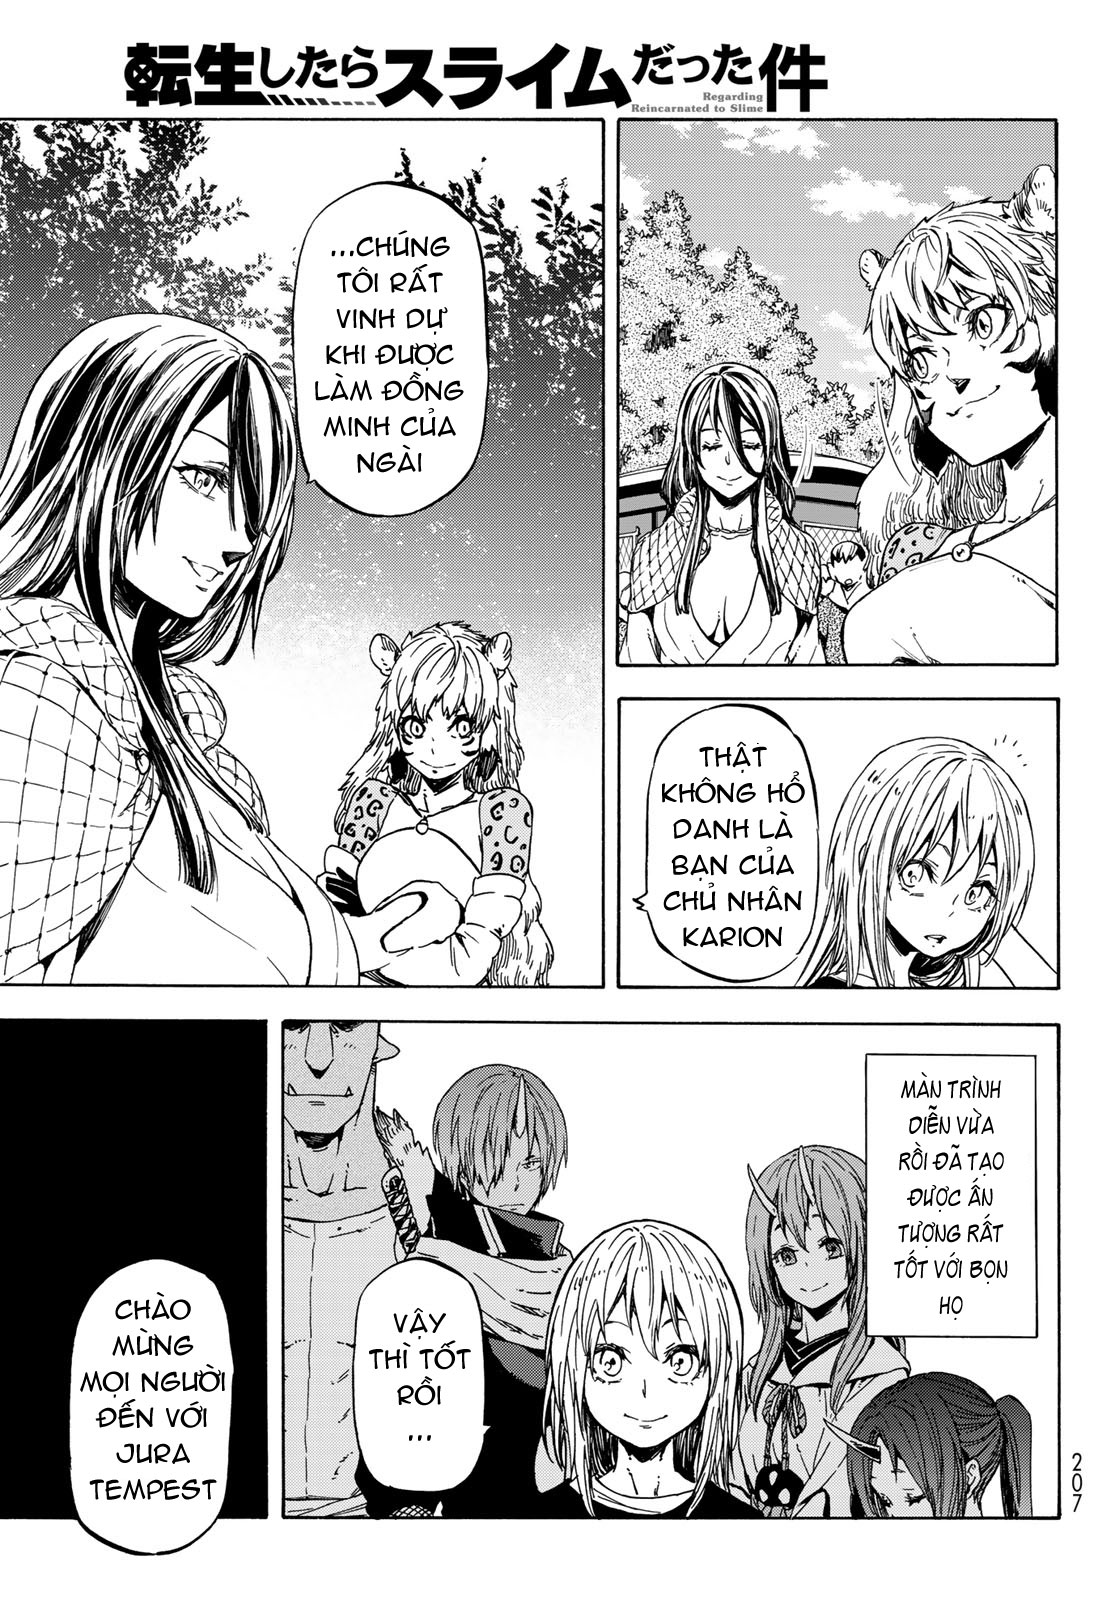 転生したらスライムだった件
Regarding
Reincarnated to Slime
THẬT
KHÔNG HỔ
DANH LÀ
BẠN CỦA
CHỦ NHÂN
KARION
...CHÚNG
TÔI RẤT
VINH DỰ
KHI ĐƯỢC
LÀM ĐỒNG
MINH CỦA
NGÀI
MÀN TRÌNH
DIỄN VỪA
RỒI ĐÃ TẠO
ĐƯỢC ẤN
TƯỢNG RẤT
TỐT VỚI BỌN
HỌ
VẬY
THÌ TỐT
RỒI
...
CHÀO
MỪNG
MỌI NGƯỜI
ĐẾN VỚI
JURA
TEMPEST
207